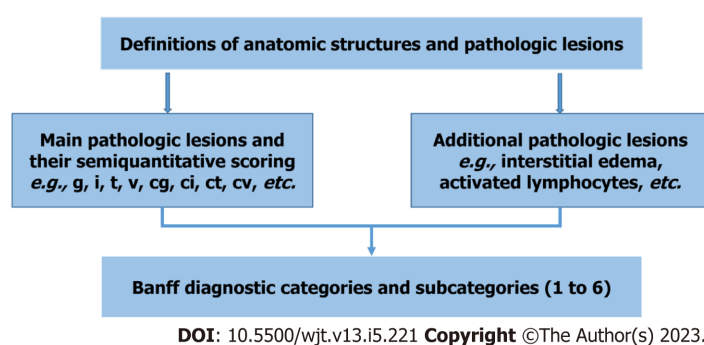 Definitions of anatomic structures and pathologic lesions
Main pathologic lesions and
their semiquantitative scoring
e.g., g, i, t, v, cg, ci, ct, cv, etc.
Additional pathologic lesions
e.g., interstitial edema,
activated lymphocytes, etc.
Banff diagnostic categories and subcategories (1 to 6)
DOI: 10.5500/wjt.v13.i5.221 Copyright ©The Author(s) 2023.